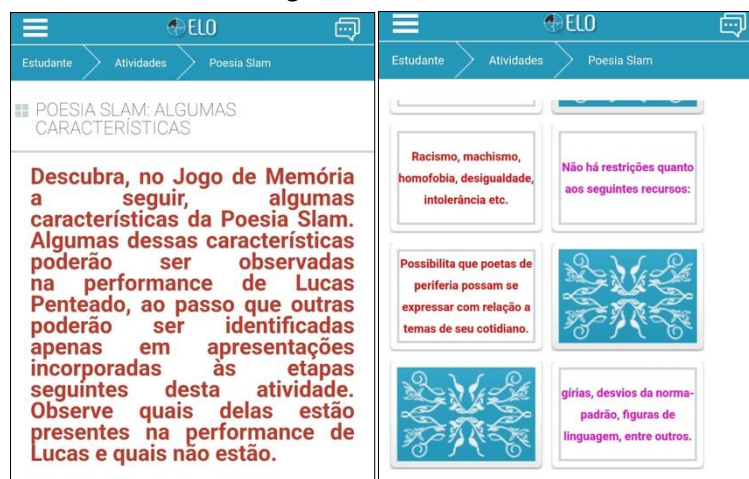 ELO
Estudante Atividades Poesia Slam
POESIA SLAM: ALGUMAS
CARACTERÍSTICAS
Descubra, no Jogo de Memória
a seguir, algumas
características da Poesia Slam.
Algumas dessas características
poderão ser observadas
na performance de Lucas
Penteado, ao passo que outras
poderão ser identificadas
apenas em apresentações
incorporadas às etapas
seguintes desta atividade.
Observe quais delas estão
presentes na performance de
Lucas e quais não estão.
ELO
Estudante Atividades Poesia Slam
Racismo, machismo,
homofobia, desigualdade,
intolerância etc.
Não há restrições quanto
aos seguintes recursos:
Possibilita que poetas de
periferia possam se
expressar com relação a
temas de seu cotidiano.
gírias, desvios da norma-
padrão, figuras de
linguagem, entre outros.